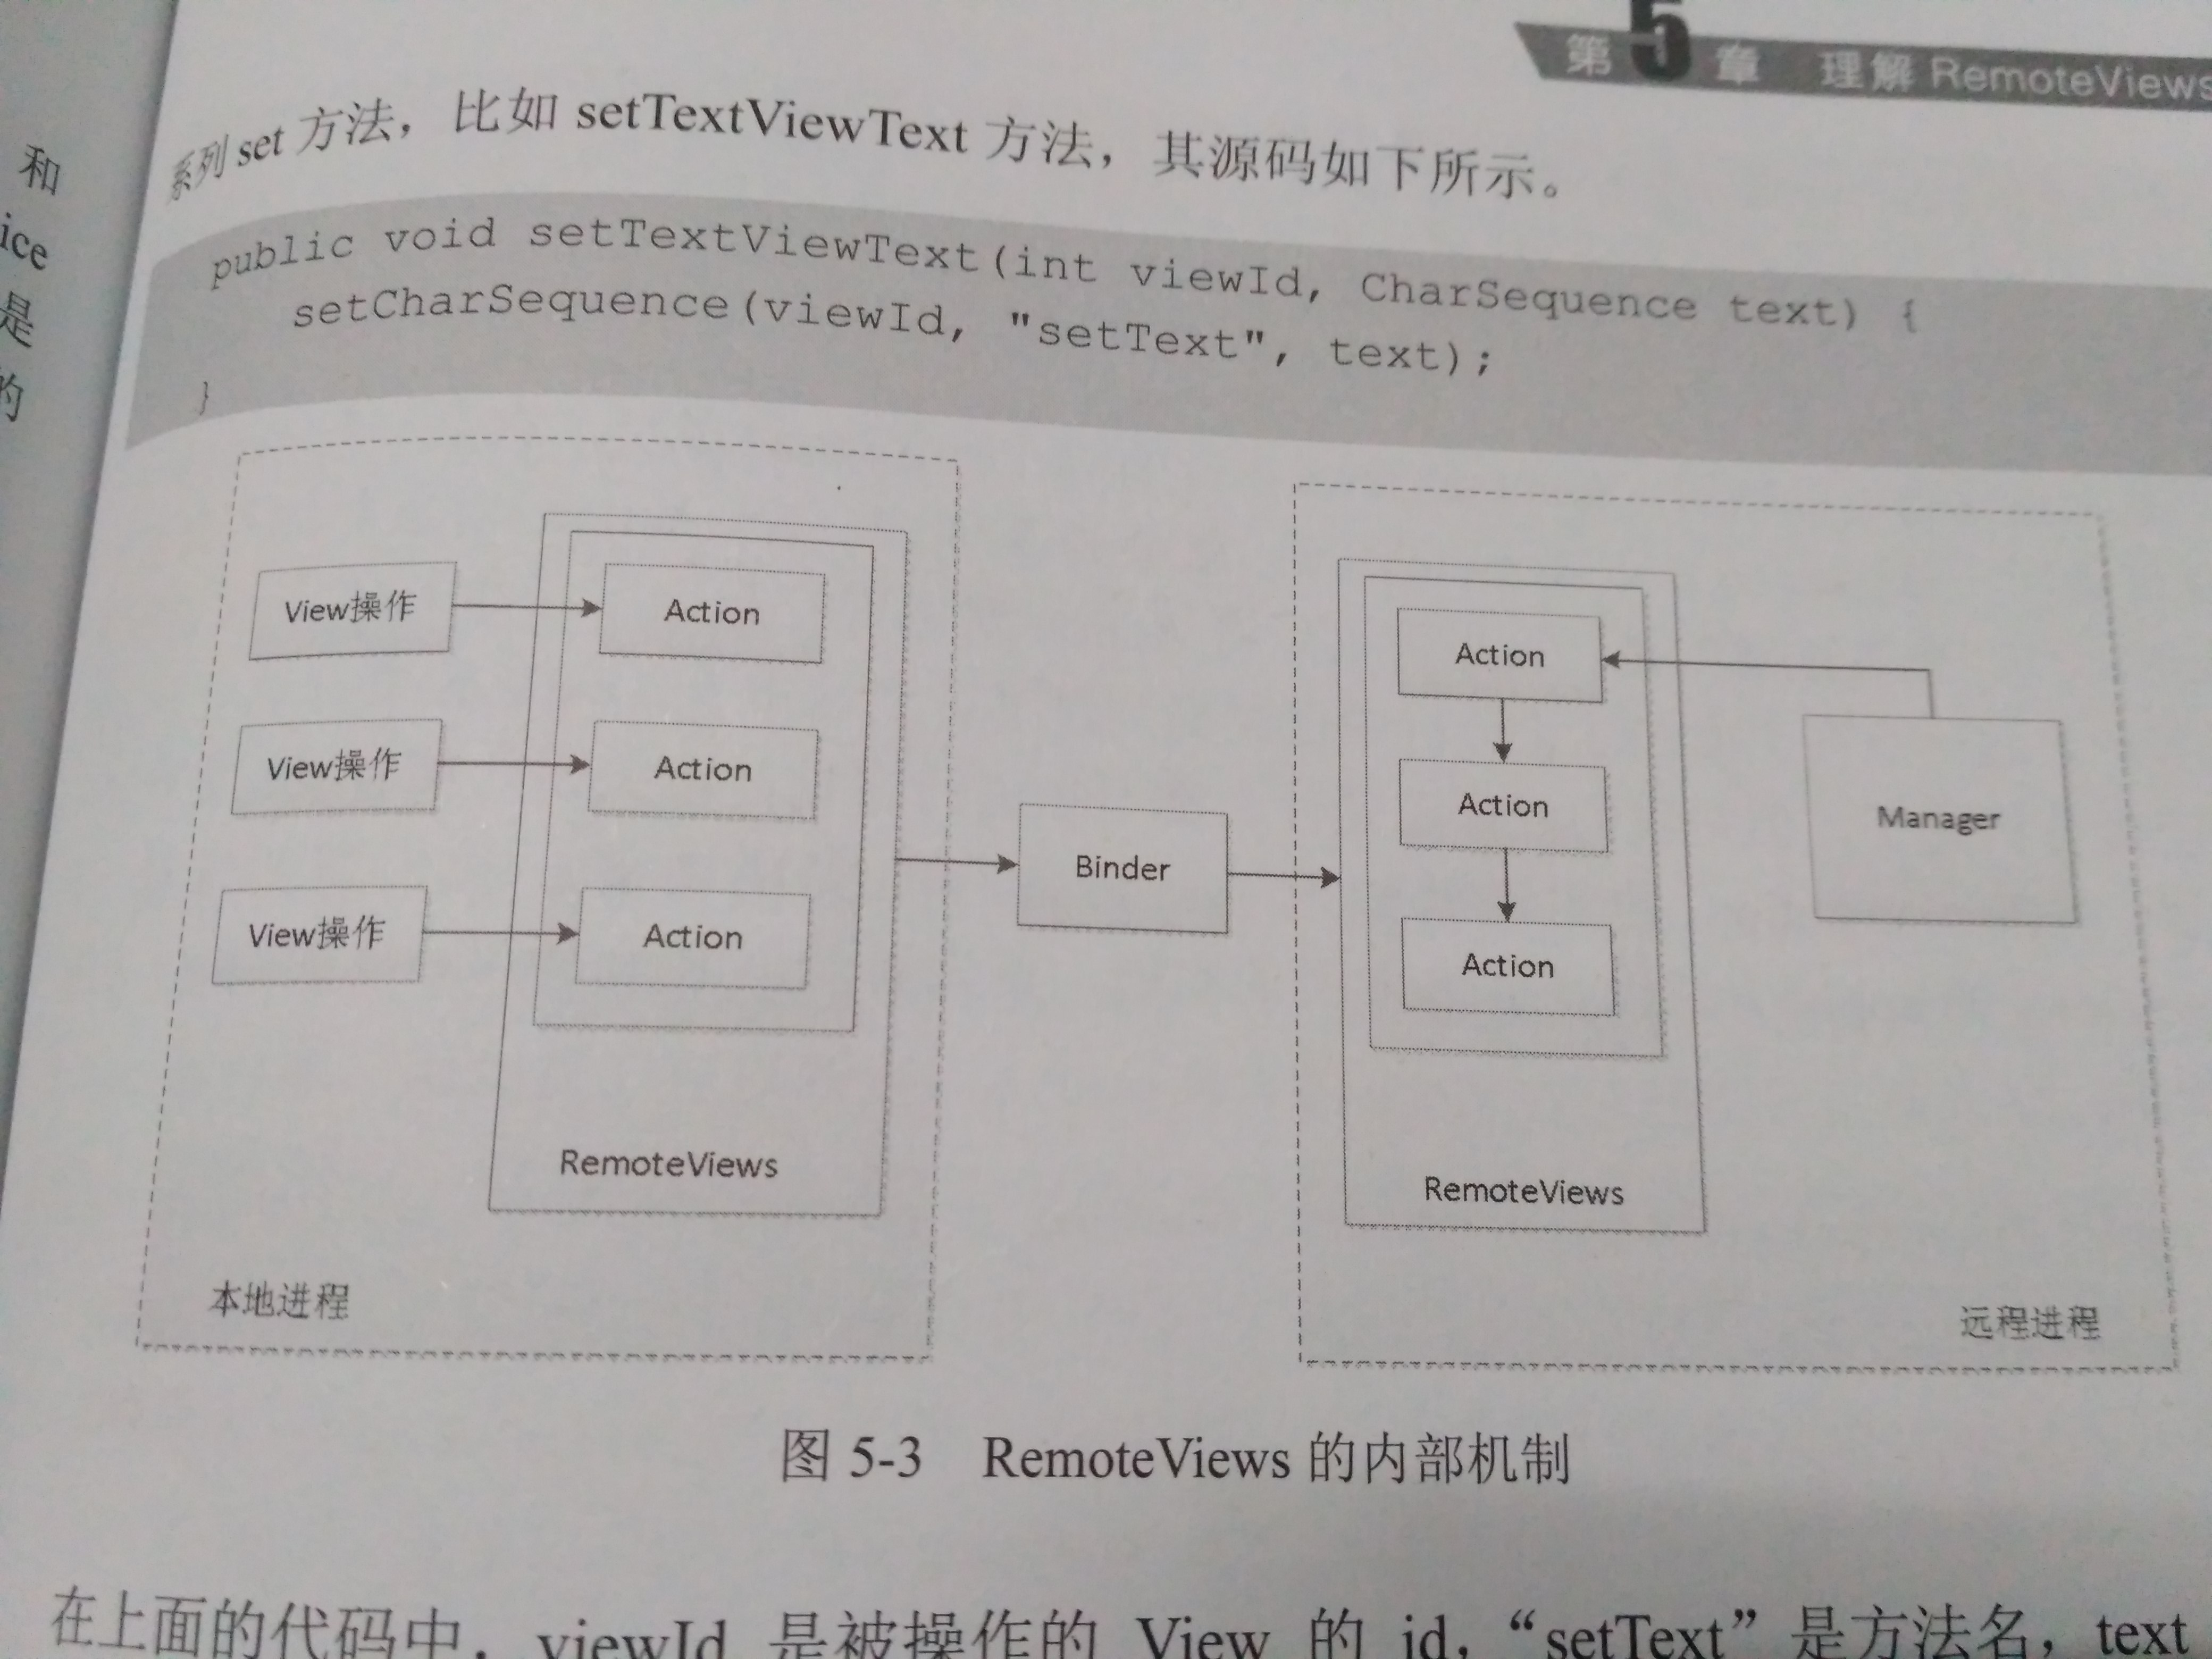 和
ice
是
的
第5章 理解 RemoteViews
系列 set 方法，比如 setTextViewText 方法，其源码如下所示。
public void setTextViewText(int viewId, CharSequence text) {
setCharSequence(viewId, "setText", text);
}
View操作
Action
View操作
Action
View操作
Action
RemoteViews
本地进程
Binder
Action
Action
Action
RemoteViews
Manager
远程进程
图 5-3 RemoteViews 的内部机制
在上面的代码中，viewId 是被操作的 View 的 id，“setText”是方法名，text